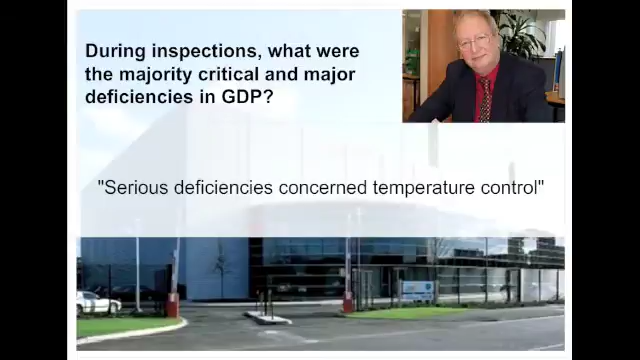 During inspections, what were
the majority critical and major
deficiencies in GDP?
"Serious deficiencies concerned temperature control"